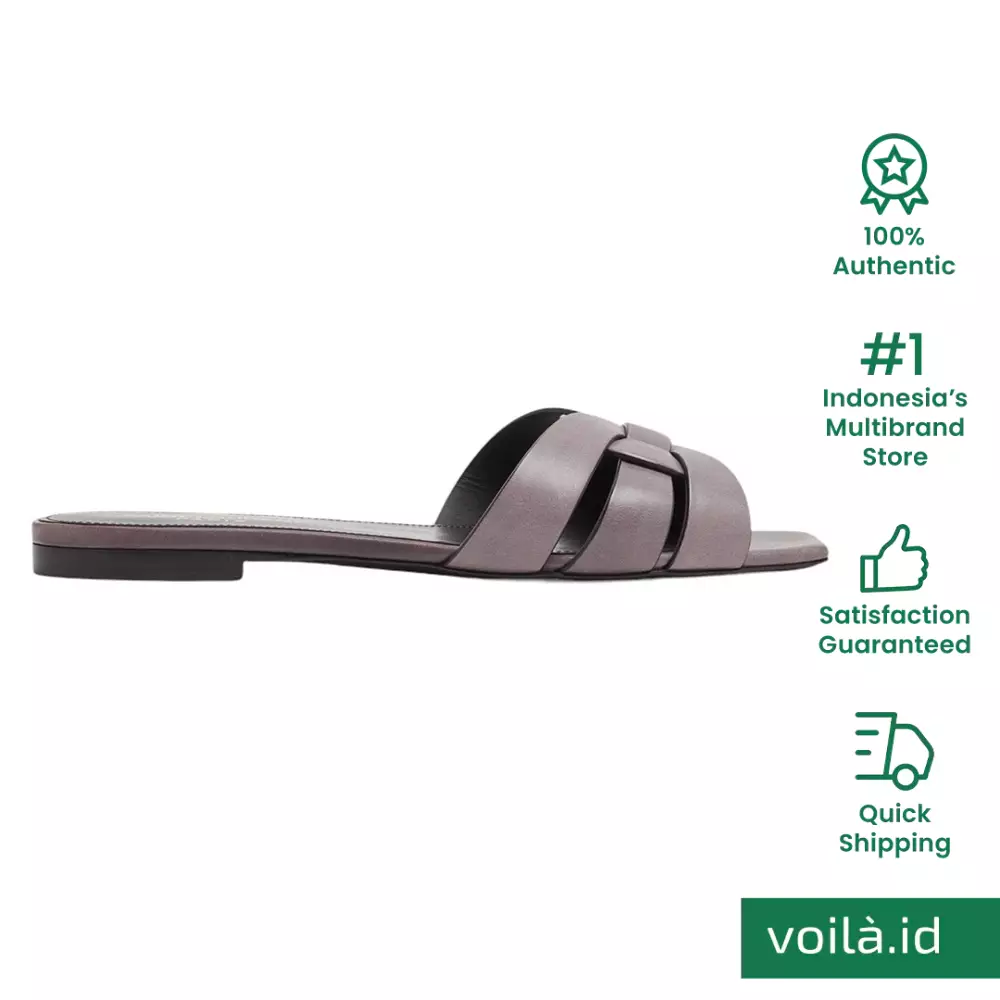 100%
Authentic
#1
Indonesia's
Multibrand
Store
Satisfaction
Guaranteed
Quick
Shipping
voilà.id